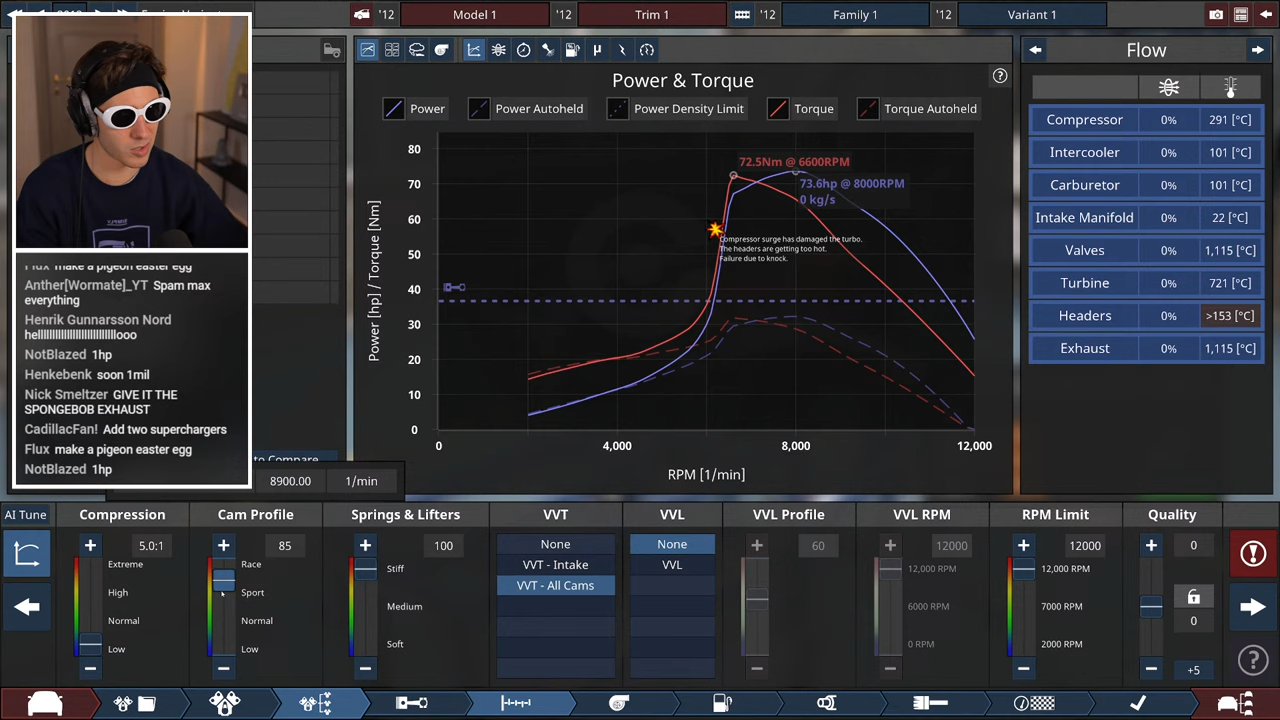 '12 Model 1 '12 Trim 1 '12 Family 1 '12 Variant 1
Flux make a pigeon easter egg
Anther[Wormate]_YT Spam max
everything
Henrik Gunnarsson Nord
NotBlazed 1hp
Henkebenk soon 1mil
Nick Smeltzer GIVE IT THE
SPONGEBOB EXHAUST
CadillacFan! Add two superchargers
Flux make a pigeon easter egg
NotBlazed 1hp
Power & Torque
Power Power Autoheld Power Density Limit Torque Torque Autoheld
80
70
60
50
40
30
20
10
0
Power [hp] / Torque [Nm]
72.5Nm @ 6600RPM
73.6hp @ 8000RPM
0 kg/s
Compressor surge has damaged the turbo.
The headers are getting too hot.
Failure due to knock.
0 4,000 8,000 12,000
RPM [1/min]
to Compare
8900.00 1/min
Flow
Compressor 0% 291 [°C]
Intercooler 0% 101 [°C]
Carburetor 0% 101 [°C]
Intake Manifold 0% 22 [°C]
Valves 0% 1,115 [°C]
Turbine 0% 721 [°C]
Headers 0% >153 [°C]
Exhaust 0% 1,115 [°C]
AI Tune
Compression
5.0:1
Extreme
High
Normal
Low
Cam Profile
85
Race
Sport
Normal
Low
Springs & Lifters
100
Stiff
Medium
Soft
VVT
None
VVT - Intake
VVT - All Cams
VVL
None
VVL
VVL Profile
60
VVL RPM
12000
12,000 RPM
6000 RPM
0 RPM
RPM Limit
12000
12,000 RPM
7000 RPM
2000 RPM
Quality
0
0
+5